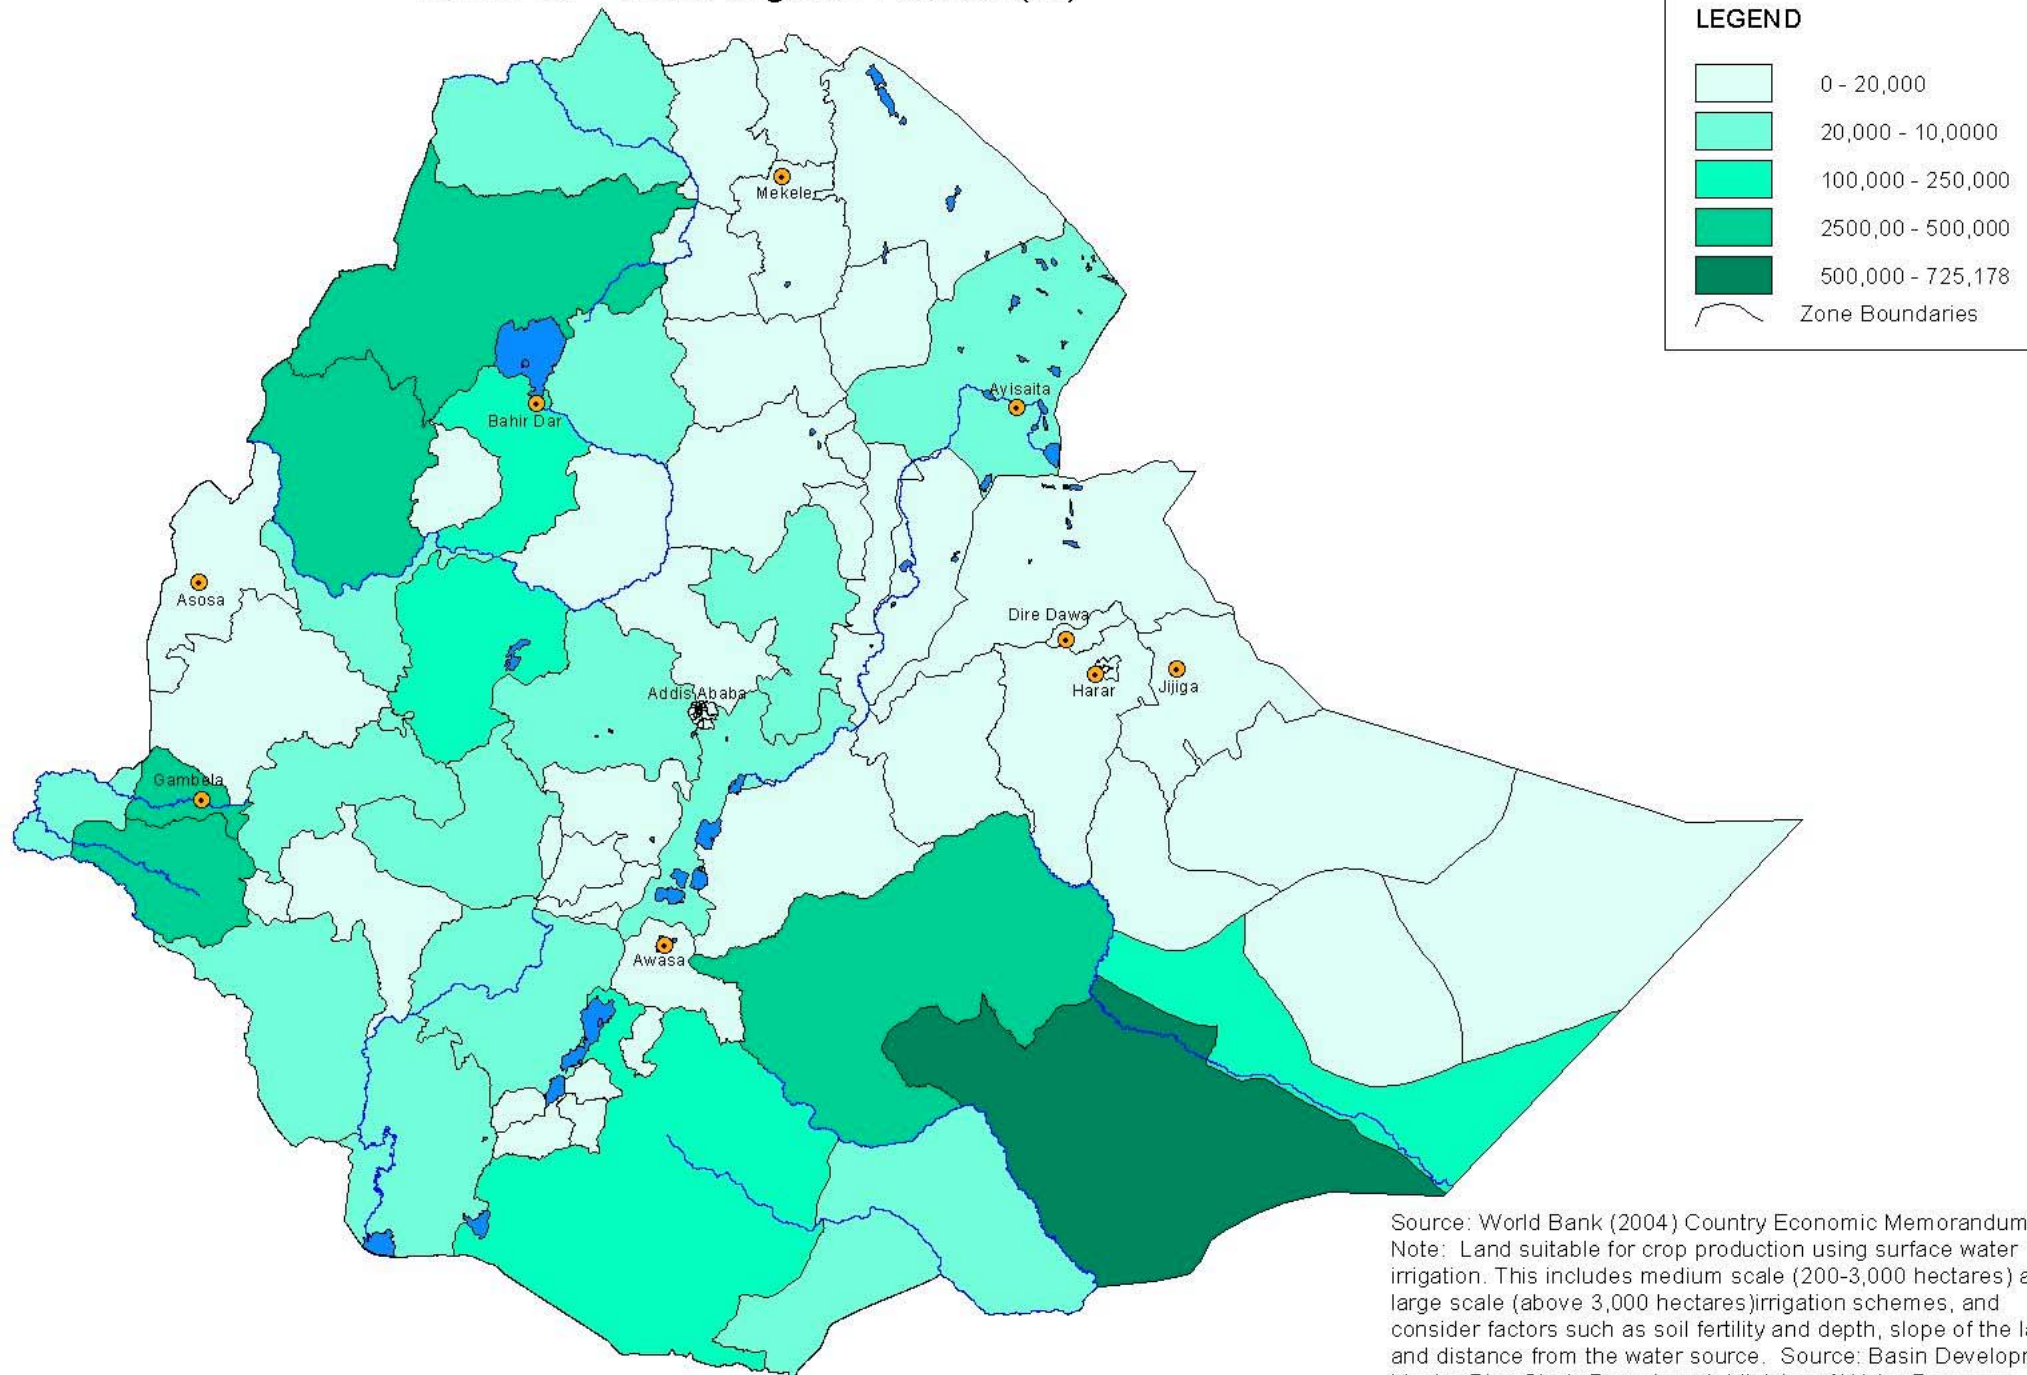 LEGEND
0 - 20,000
20,000 - 10,0000
100,000 - 250,000
2500,00 - 500,000
500,000 - 725,178
Zone Boundaries
Mekele
Ayisaita
Bahir Dar
Asosa
Dire Dawa
Harar
Jijiga
Addis Ababa
Gambela
Awasa
Source: World Bank (2004) Country Economic Memorandum
Note: Land suitable for crop production using surface water
irrigation. This includes medium scale (200-3,000 hectares) a
large scale (above 3,000 hectares)irrigation schemes, and
consider factors such as soil fertility and depth, slope of the la
and distance from the water source. Source: Basin Developm